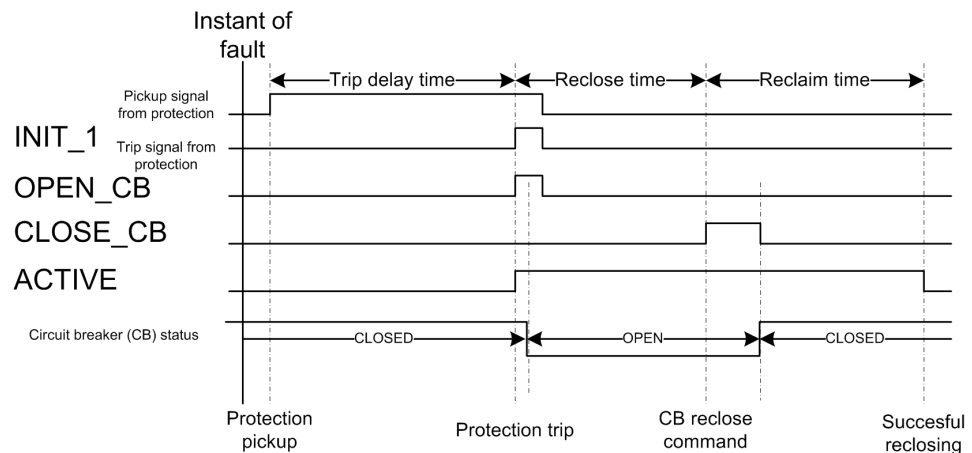 Instant of
fault
Trip delay time
Reclose time
Reclaim time
Pickup signal
from protection
INIT_1
Trip signal from
protection
OPEN_CB
CLOSE_CB
ACTIVE
Circuit breaker (CB) status
CLOSED
OPEN
CLOSED
Protection
pickup
Protection trip
CB reclose
command
Succesful
reclosing